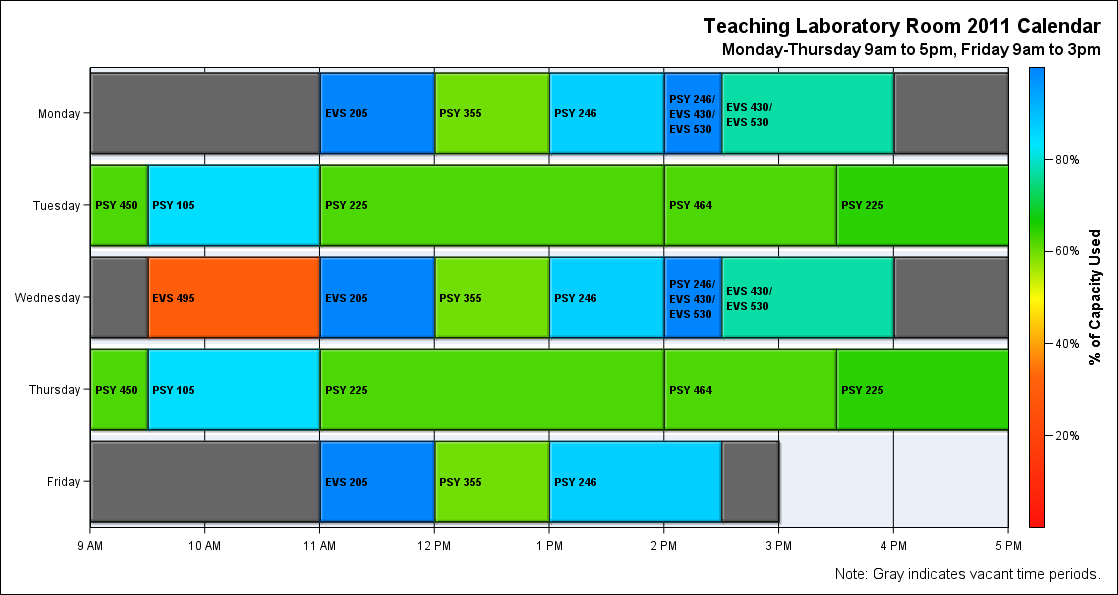 Teaching Laboratory Room 2011 Calendar
Monday-Thursday 9am to 5pm, Friday 9am to 3pm
Monday
EVS 205
PSY 355
PSY 246
PSY 246/
EVS 430/
EVS 530
EVS 430/
EVS 530
Tuesday
PSY 450
PSY 105
PSY 225
PSY 464
PSY 225
Wednesday
EVS 495
EVS 205
PSY 355
PSY 246
PSY 246/
EVS 430/
EVS 530
EVS 430/
EVS 530
Thursday
PSY 450
PSY 105
PSY 225
PSY 464
PSY 225
Friday
EVS 205
PSY 355
PSY 246
9 AM
10 AM
11 AM
12 PM
1 PM
2 PM
3 PM
4 PM
5 PM
80%
60%
40%
20%
% of Capacity Used
Note: Gray indicates vacant time periods.